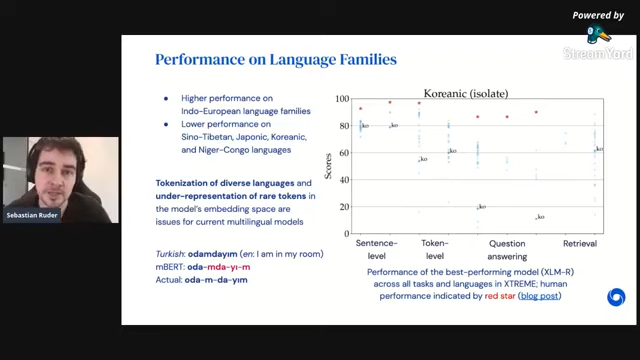 Powered by
StreamYard
Performance on Language Families
● Higher performance on
Indo-European language families
● Lower performance on
Sino-Tibetan, Japonic, Koreanic,
and Niger-Congo languages
Tokenization of diverse languages and
under-representation of rare tokens in
the model's embedding space are
issues for current multilingual models
Turkish: odamdayım (en: I am in my room)
mBERT: oda-mda-yı-m
Actual: oda-m-da-yım
Koreanic (isolate)
Scores
100
80
60
40
20
0
ko
ko
ko
ko
ko
ko
ko
Sentence-
level
Token-
level
Question
answering
Retrieval
Performance of the best-performing model (XLM-R)
across all tasks and languages in XTREME; human
performance indicated by red star (blog post)
Sebastian Ruder